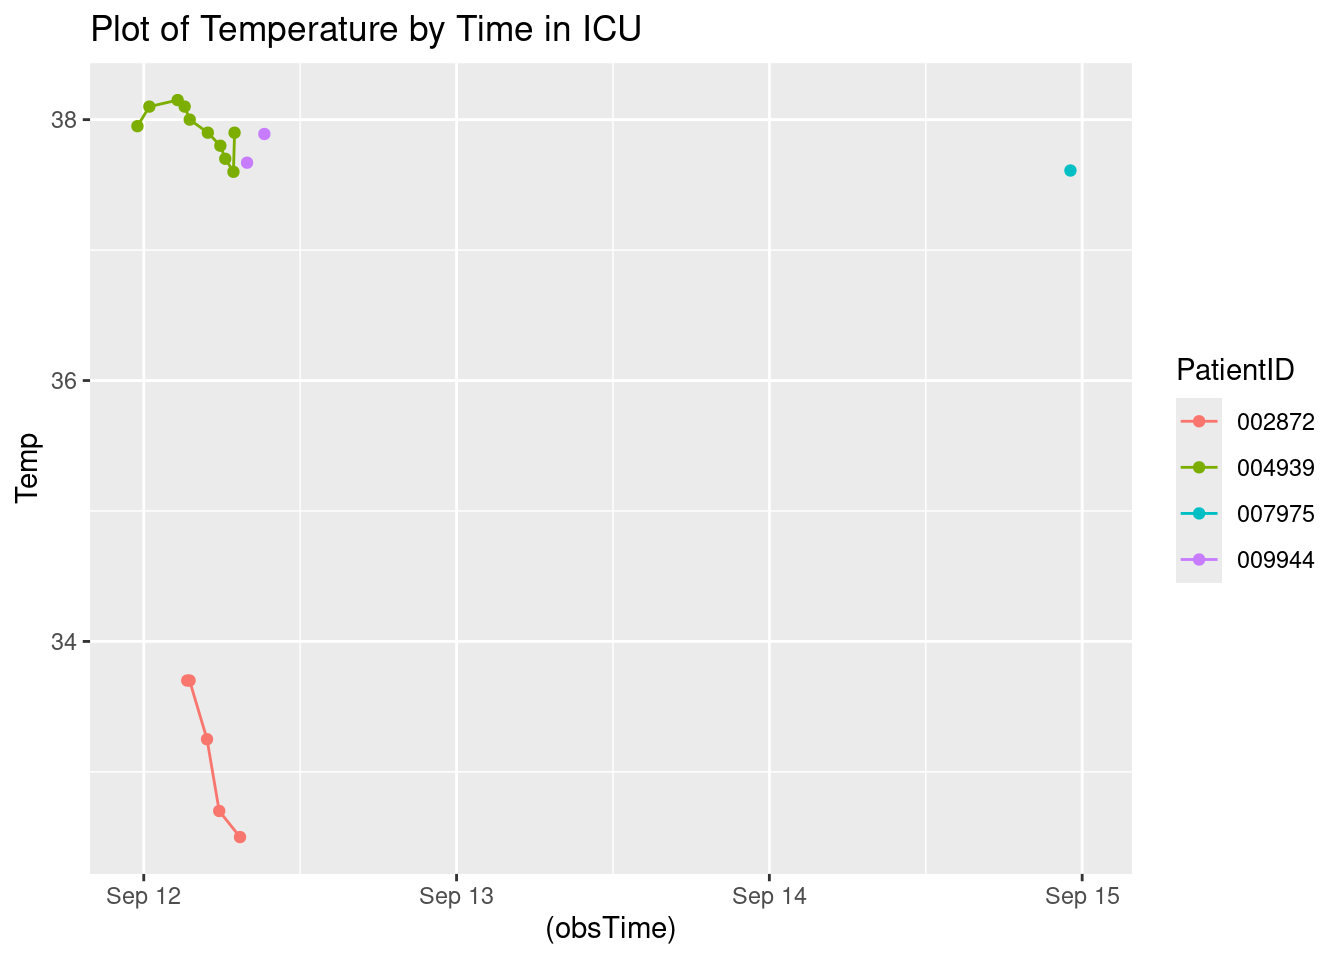 Plot of Temperature by Time in ICU
38
36
34
Temp
Sep 12
Sep 13
Sep 14
Sep 15
(obsTime)
PatientID
002872
004939
007975
009944